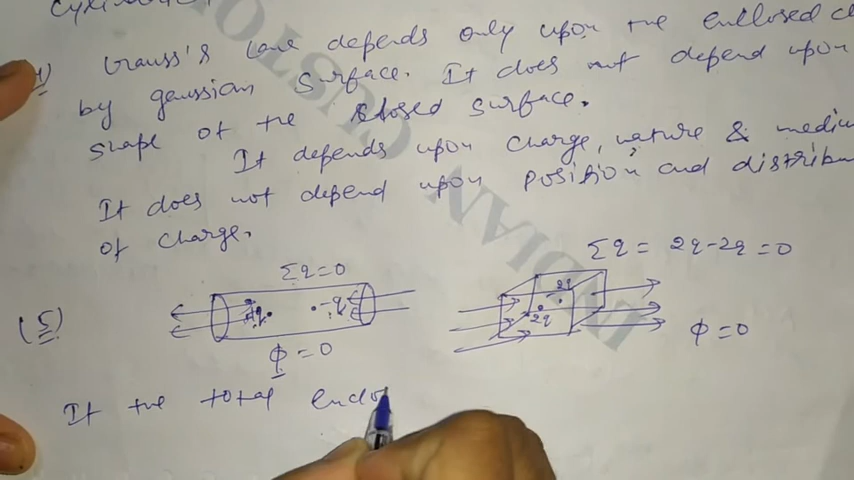 Gauss's Law depends only upon the enclosed
by gaussian surface. It does not depend upon
shape of the closed surface.
It depends upon charge, nature & mediu
It does not depend upon position and distribu
of charge.
Σq=0
Σq = 2q-2q=0
(5)
+q
-q
2q
-2q
ϕ = 0
ϕ =0
If the total enclo
INDIAN